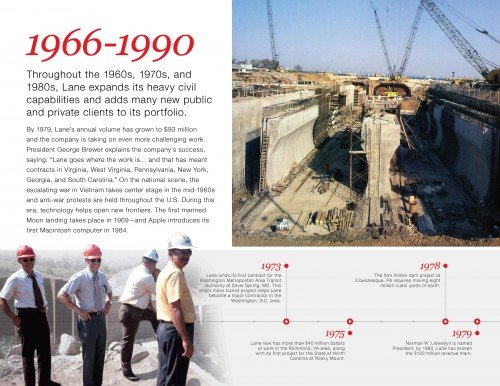 1966-1990
Throughout the 1960s, 1970s, and
1980s, Lane expands its heavy civil
capabilities and adds many new public
and private clients to its portfolio.
By 1979, Lane's annual volume has grown to $93 million
and the company is taking on even more challenging work.
President George Brewer explains the company's success,
saying: "Lane goes where the work is... and that has meant
contracts in Virginia, West Virginia, Pennsylvania, New York,
Georgia, and South Carolina." On the national scene, the
escalating war in Vietnam takes center stage in the mid-1960s
and anti-war protests are held throughout the U.S. During this
era, technology helps open new frontiers. The first manned
Moon landing takes place in 1969—and Apple introduces its
first Macintosh computer in 1984.
1973
Lane lands its first contract for the
Washington Metropolitan Area Transit
Authority at Silver Spring, MD. This
major mass transit project helps Lane
become a major contractor in the
Washington, D.C. area.
1975
Lane now has more than $40 million dollars
of work in the Richmond, VA area, along
with its first project for the State of North
Carolina at Rocky Mount.
1978
The $44 million dam project at
Cowanesque, PA requires moving eight
million cubic yards of earth.
1979
Norman W. Llewellyn is named
President; by 1980, Lane has broken
the $100 million revenue mark.